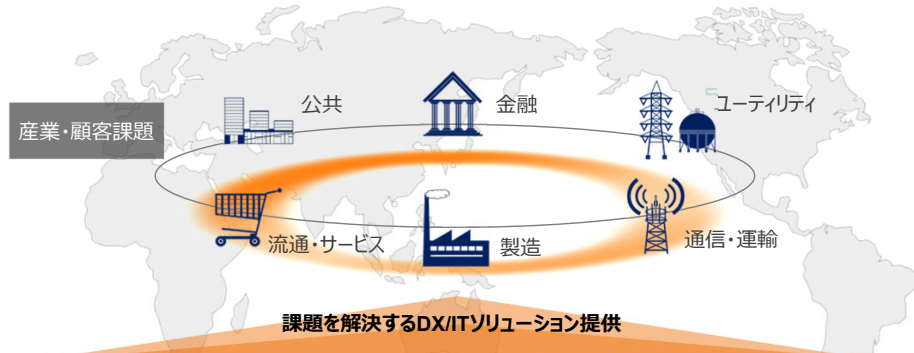 公共
金融
ユーティリティ
産業・顧客課題
流通・サービス
製造
通信・運輸
課題を解決するDX/ITソリューション提供